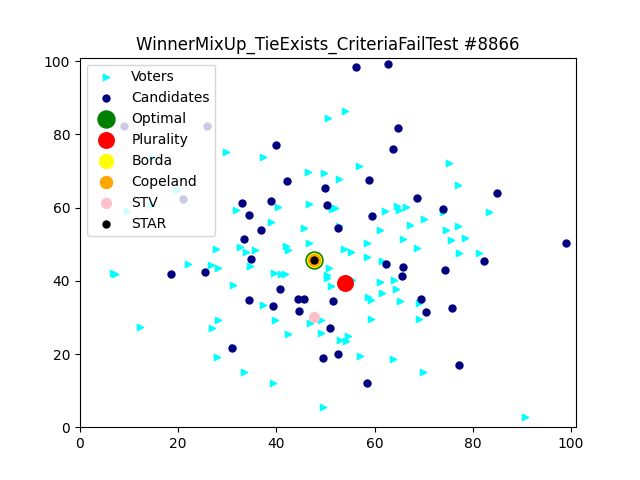 WinnerMixUp_TieExists_CriteriaFailTest #8866
100
80
60
40
20
0
Voters
Candidates
Optimal
Plurality
Borda
Copeland
STV
STAR
0 20 40 60 80 100